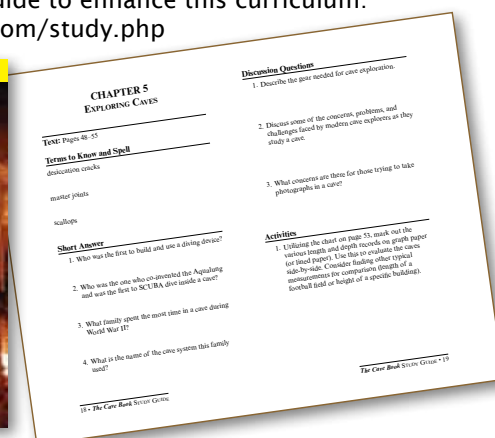 ide to enhance this curriculum.
om/study.php
CHAPTER 5
EXPLORING CAVES
TEXT: Pages 48–55
Terms to Know and Spell
desiccation cracks
master joints
scallops
Short Answer
1. Who was the first to build and use a diving device?
2. Who was the one who co-invented the Aqualung
and was the first to SCUBA dive inside a cave?
3. What family spent the most time in a cave during
World War II?
4. What is the name of the cave system this family
used?
18 • The Cave Book STUDY GUIDE
Discussion Questions
1. Describe the gear needed for cave exploration.
2. Discuss some of the concerns, problems, and
challenges faced by modern cave explorers as they
study a cave.
3. What concerns are there for those trying to take
photographs in a cave?
Activities
1. Utilizing the chart on page 53, mark out the
various length and depth records on graph paper
(or lined paper). Use this to evaluate the caves
side-by-side. Consider finding other typical
measurements for comparison (length of a
football field or height of a specific building).
The Cave Book STUDY GUIDE • 19